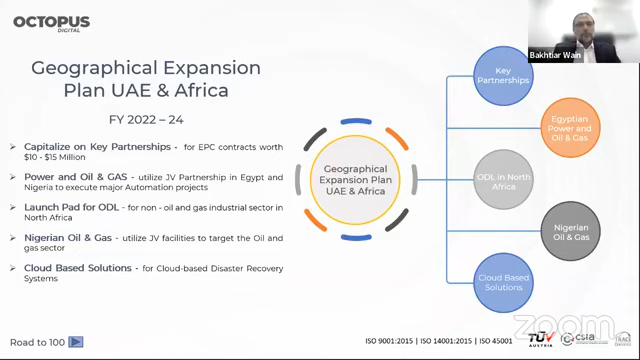 OCTOPUS
DIGITAL
Geographical Expansion
Plan UAE & Africa
FY 2022 – 24
➢ Capitalize on Key Partnerships - for EPC contracts worth
$10 - $15 Million
➢ Power and Oil & GAS – utilize JV Partnership in Egypt and
Nigeria to execute major Automation projects
➢ Launch Pad for ODL - for non - oil and gas industrial sector in
North Africa
➢ Nigerian Oil & Gas – utilize JV facilities to target the Oil and
gas sector
➢ Cloud Based Solutions – for Cloud-based Disaster Recovery
Systems
Geographical
Expansion Plan
UAE & Africa
Key
Partnerships
Egyptian
Power and
Oil & Gas
ODL in North
Africa
Nigerian
Oil & Gas
Cloud Based
Solutions
Bakhtiar Wain
Road to 100
ISO 9001:2015 | ISO 14001:2015 | ISO 45001
TÜV
AUSTRIA
csia
TRACE
zoom